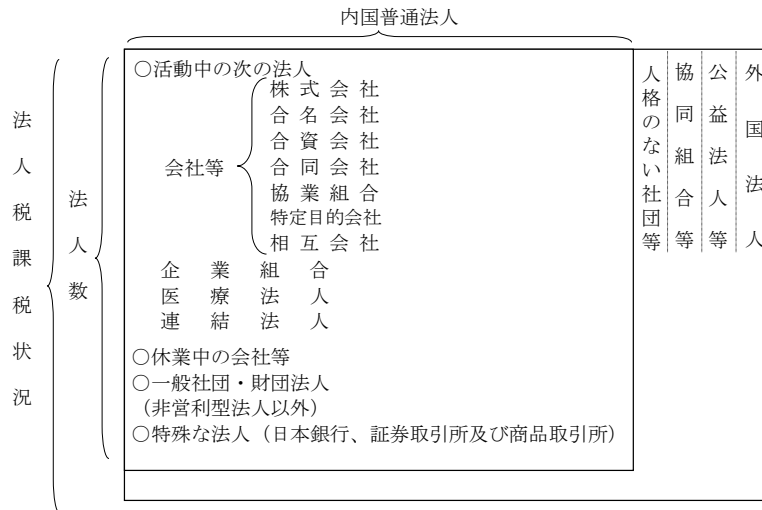 内国普通法人
法人税課税状況
法人数
○活動中の次の法人
会社等
株式会社
合名会社
合資会社
合同会社
協業組合
特定目的会社
相互会社
企業組合
医療法人
連結法人
○休業中の会社等
○一般社団・財団法人
(非営利型法人以外)
○特殊な法人(日本銀行、証券取引所及び商品取引所)
人格のない社団等
協同組合等
公益法人等
外国法人